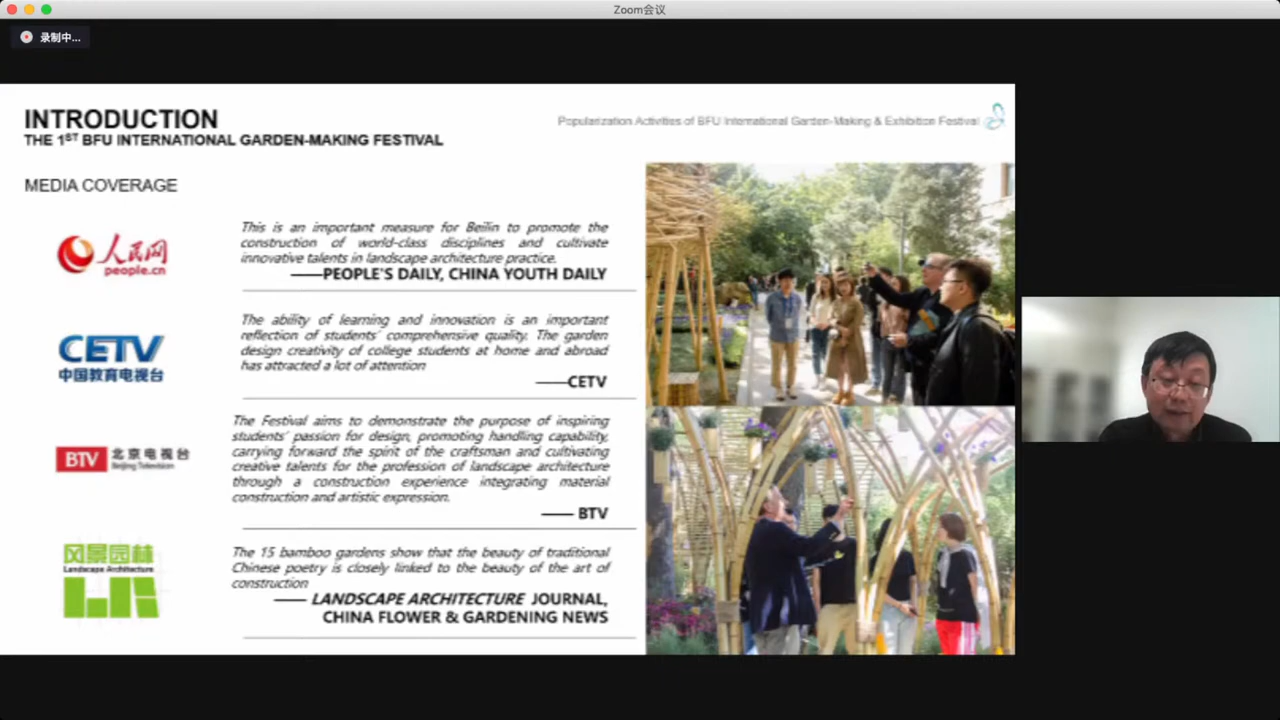 Zoom会议
录制中...
INTRODUCTION
THE 1ST BFU INTERNATIONAL GARDEN-MAKING FESTIVAL
Popularization Activities of BFU International Garden-Making & Exhibition Festival
MEDIA COVERAGE
人民网
people.cn
This is an important measure for Beilin to promote the
construction of world-class disciplines and cultivate
innovative talents in landscape architecture practice.
——PEOPLE'S DAILY, CHINA YOUTH DAILY
CETV
中国教育电视台
The ability of learning and innovation is an important
reflection of students' comprehensive quality. The garden
design creativity of college students at home and abroad
has attracted a lot of attention
——CETV
BTV 北京电视台
Beijing Television
The Festival aims to demonstrate the purpose of inspiring
students' passion for design, promoting handling capability,
carrying forward the spirit of the craftsman and cultivating
creative talents for the profession of landscape architecture
through a construction experience integrating material
construction and artistic expression.
—— BTV
风景园林
Landscape Architecture
LA
The 15 bamboo gardens show that the beauty of traditional
Chinese poetry is closely linked to the beauty of the art of
construction
—— LANDSCAPE ARCHITECTURE JOURNAL,
CHINA FLOWER & GARDENING NEWS